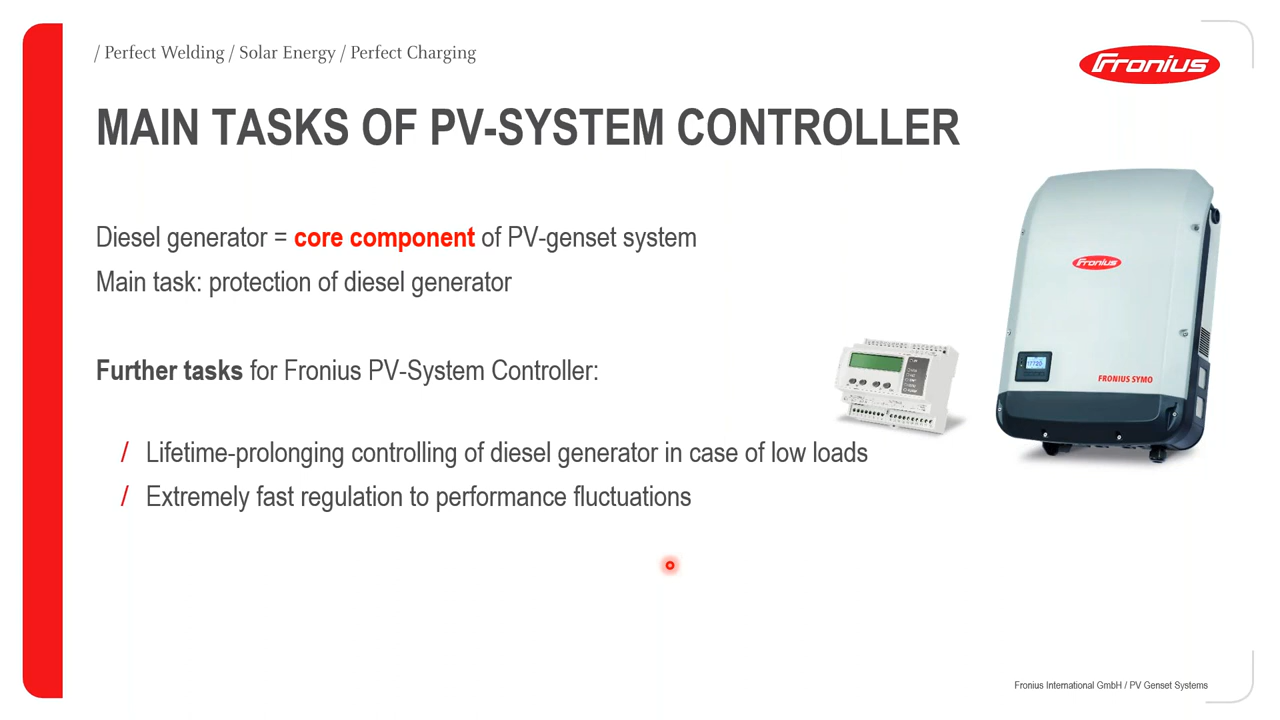 / Perfect Welding / Solar Energy / Perfect Charging
Fronius
MAIN TASKS OF PV-SYSTEM CONTROLLER
Diesel generator = core component of PV-genset system
Main task: protection of diesel generator
Fronius
Further tasks for Fronius PV-System Controller:
FRONIUS SYMO
/ Lifetime-prolonging controlling of diesel generator in case of low loads
/ Extremely fast regulation to performance fluctuations
Fronius International GmbH / PV Genset Systems